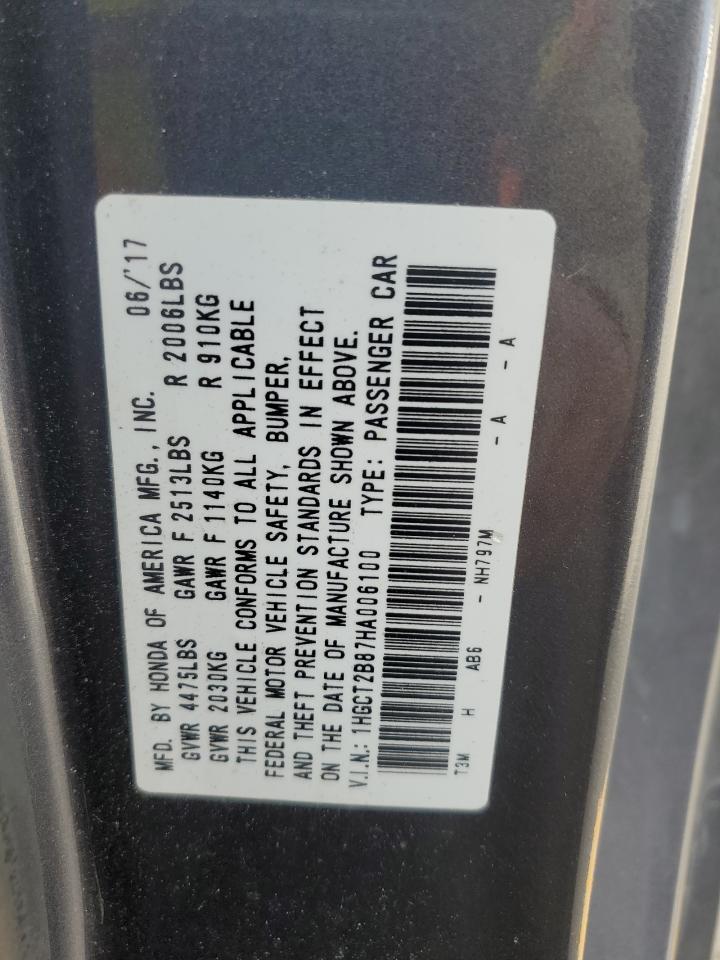 MFD. BY HONDA OF AMERICA MFG., INC. 06/'17
GVWR 4475LBS GAWR F 2513LBS R 2006LBS
GVWR 2030KG GAWR F 1140KG R 910KG
THIS VEHICLE CONFORMS TO ALL APPLICABLE
FEDERAL MOTOR VEHICLE SAFETY, BUMPER,
AND THEFT PREVENTION STANDARDS IN EFFECT
ON THE DATE OF MANUFACTURE SHOWN ABOVE.
V.I.N.: 1HGCT2B87HA006100 TYPE: PASSENGER CAR
T3M H AB6 - NH797M - A - A